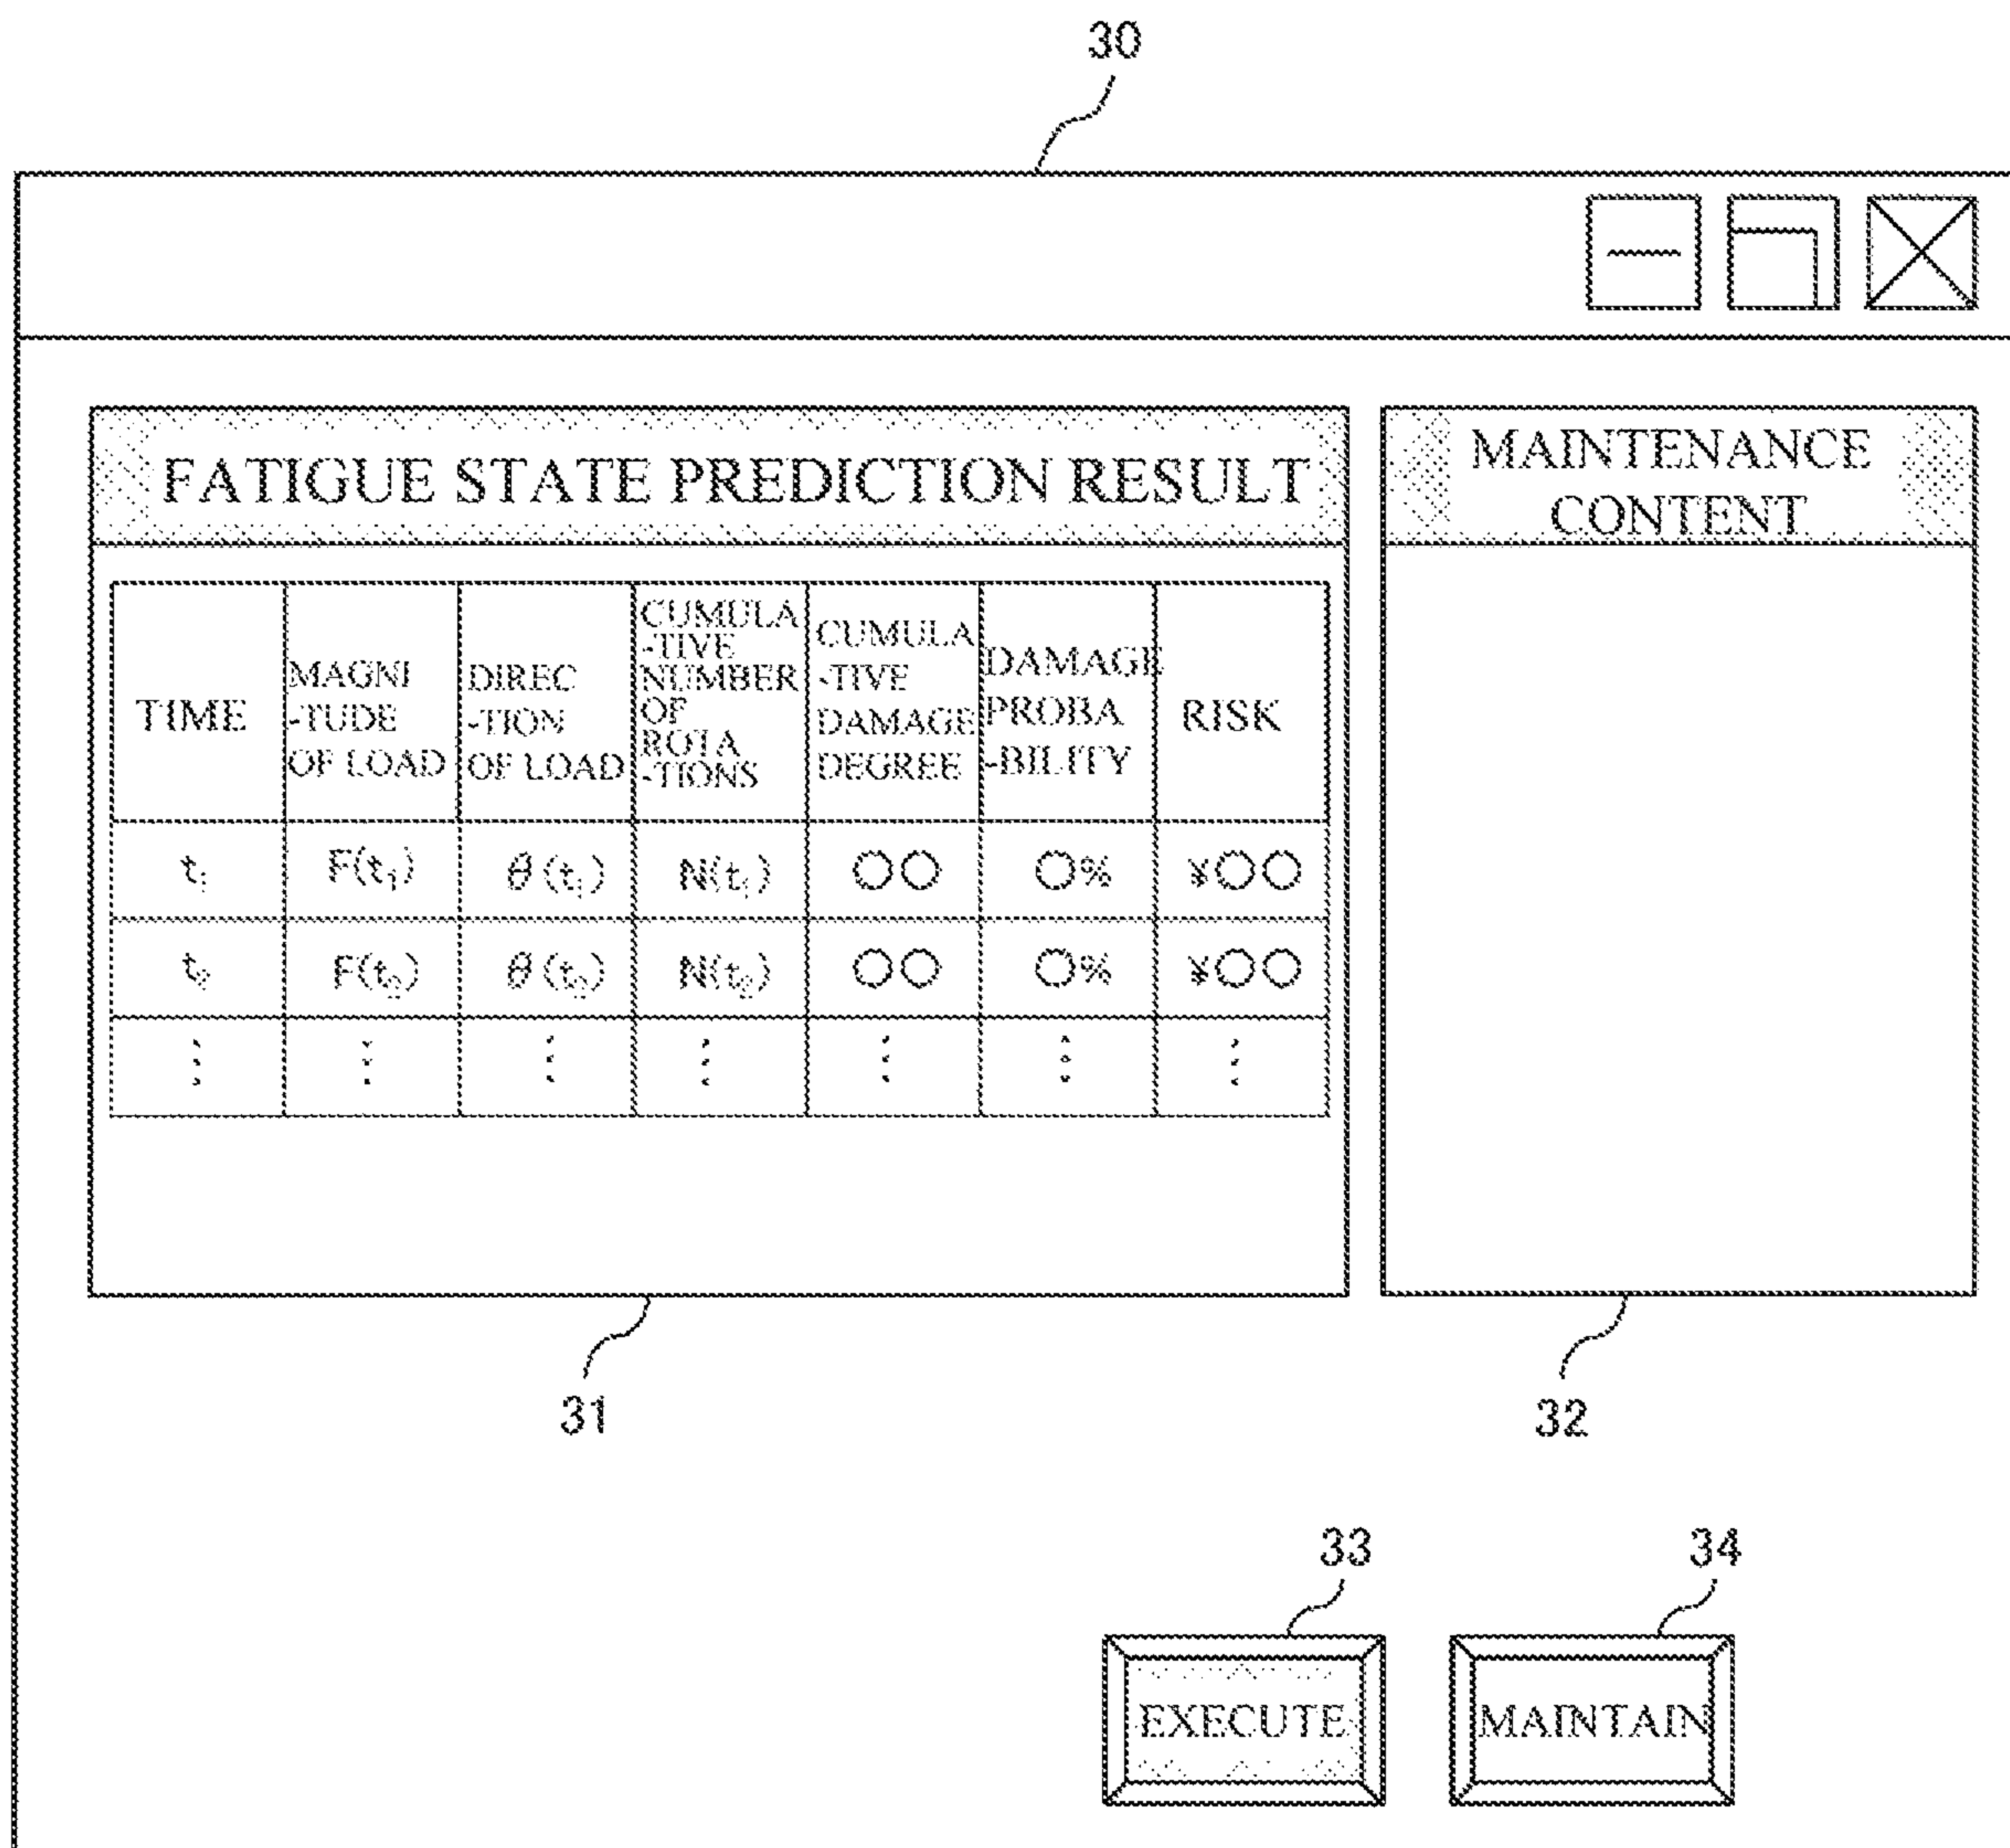 30
FATIGUE STATE PREDICTION RESULT
MAINTENANCE
CONTENT
TIME
MAGNI
-TUDE
OF LOAD
DIREC
-TION
OF LOAD
CUMULA
-TIVE
NUMBER
OF
ROTA
-TIONS
CUMULA
-TIVE
DAMAGE
DEGREE
DAMAGE
PROBA
-BILITY
RISK
t₁ F(t₁) θ(t₁) N(t₁) ○○ ○% ¥○○
t₂ F(t₂) θ(t₂) N(t₂) ○○ ○% ¥○○
⋮ ⋮ ⋮ ⋮ ⋮ ⋮ ⋮
31
32
33
34
EXECUTE
MAINTAIN